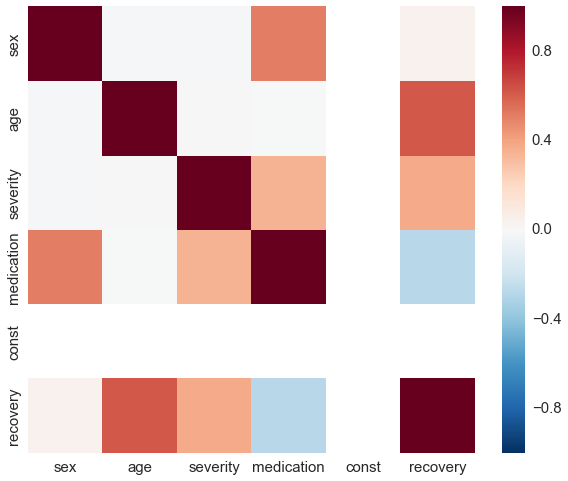 sex
age
severity
medication
const
recovery
sex
age
severity
medication
const
recovery
0.8
0.4
0.0
−0.4
−0.8